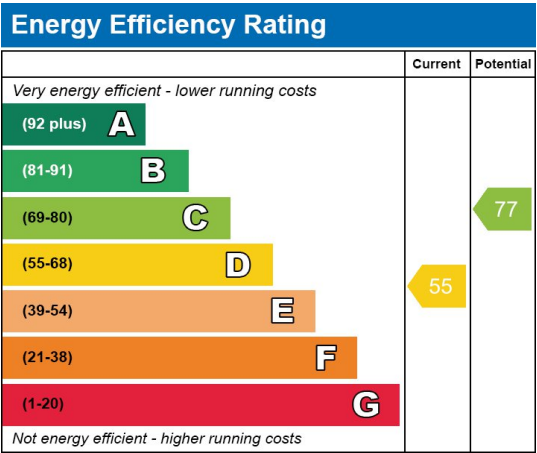 Energy Efficiency Rating
Current Potential
Very energy efficient - lower running costs
(92 plus) A
(81-91) B
(69-80) C
77
(55-68) D
55
(39-54) E
(21-38) F
(1-20) G
Not energy efficient - higher running costs